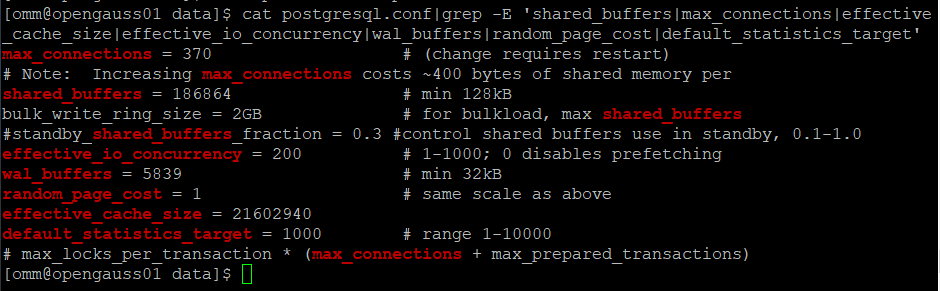 [omm@opengauss01 data]$ cat postgresql.conf|grep -E 'shared_buffers|max_connections|effective
_cache_size|effective_io_concurrency|wal_buffers|random_page_cost|default_statistics_target'
max_connections = 370                   # (change requires restart)
# Note:  Increasing max_connections costs ~400 bytes of shared memory per
shared_buffers = 186864                 # min 128kB
bulk_write_ring_size = 2GB              # for bulkload, max shared_buffers
#standby_shared_buffers_fraction = 0.3 #control shared buffers use in standby, 0.1-1.0
effective_io_concurrency = 200          # 1-1000; 0 disables prefetching
wal_buffers = 5839                      # min 32kB
random_page_cost = 1                    # same scale as above
effective_cache_size = 21602940
default_statistics_target = 1000        # range 1-10000
# max_locks_per_transaction * (max_connections + max_prepared_transactions)
[omm@opengauss01 data]$